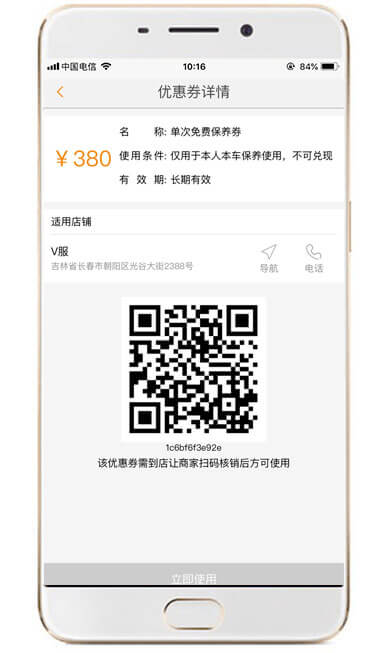 中国电信 10:16 84%
优惠券详情
¥380
名 称: 单次免费保养券
使用条件: 仅用于本人本车保养使用，不可兑现
有 效 期: 长期有效
适用店铺
V服
吉林省长春市朝阳区光谷大街2388号
导航 电话
1c6bf6f3e92e
该优惠券需到店让商家扫码核销后方可使用
立即使用